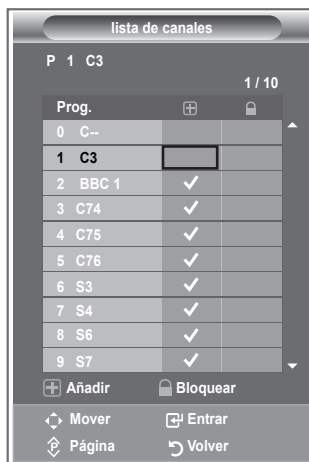 lista de canales
P 1 C3
1 / 10
Prog.
0 C--
1 C3
2 BBC 1
3 C74
4 C75
5 C76
6 S3
7 S4
8 S6
9 S7
Añadir Bloquear
Mover Entrar
P Página Volver